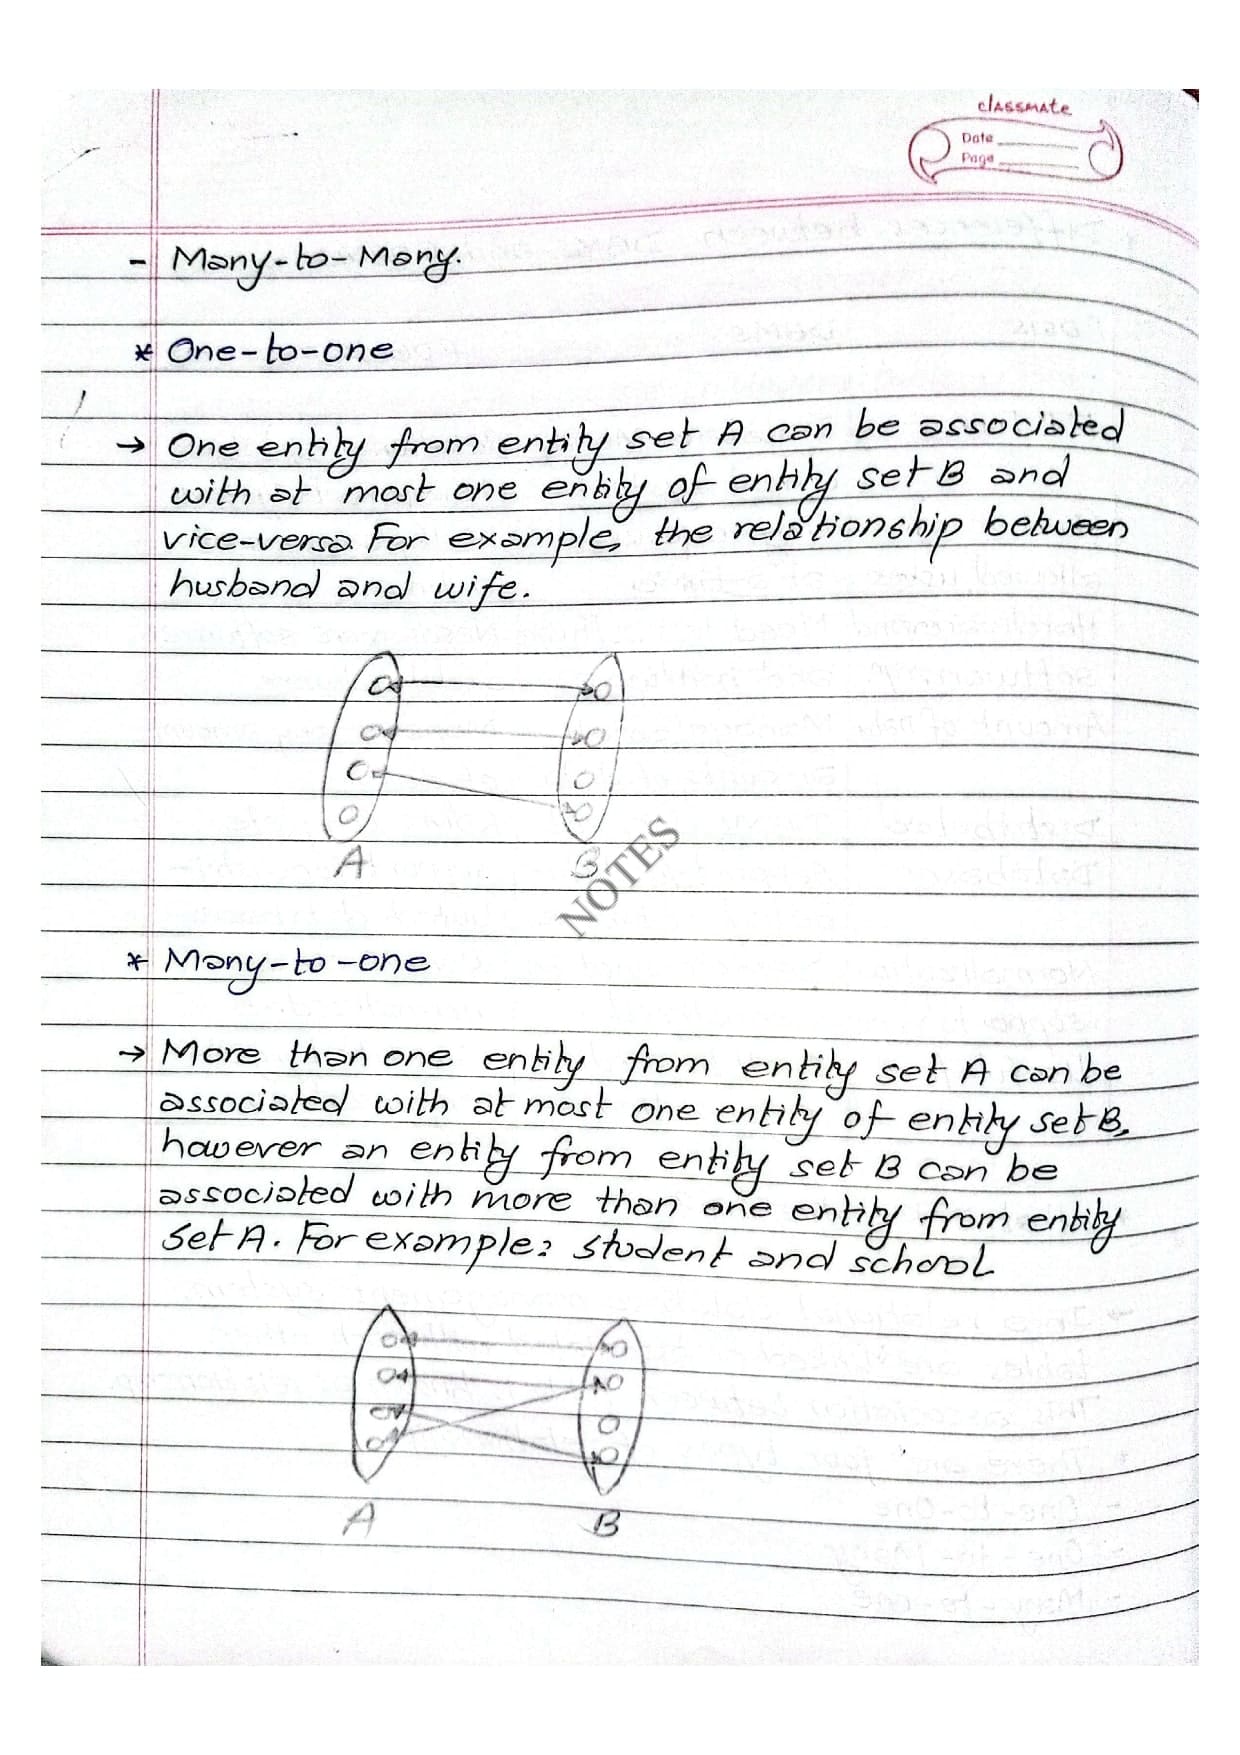 classmate
Date
Page
- Many-to-Many.
* One-to-one
→ One entity from entity set A can be associated
with at most one entity of entity set B and
vice-versa. For example, the relationship between
husband and wife.
A B
NOTES
* Many-to-one
→ More than one entity from entity set A can be
associated with at most one entity of entity set B,
however an entity from entity set B can be
associated with more than one entity from entity
set A. For example: student and school
A B